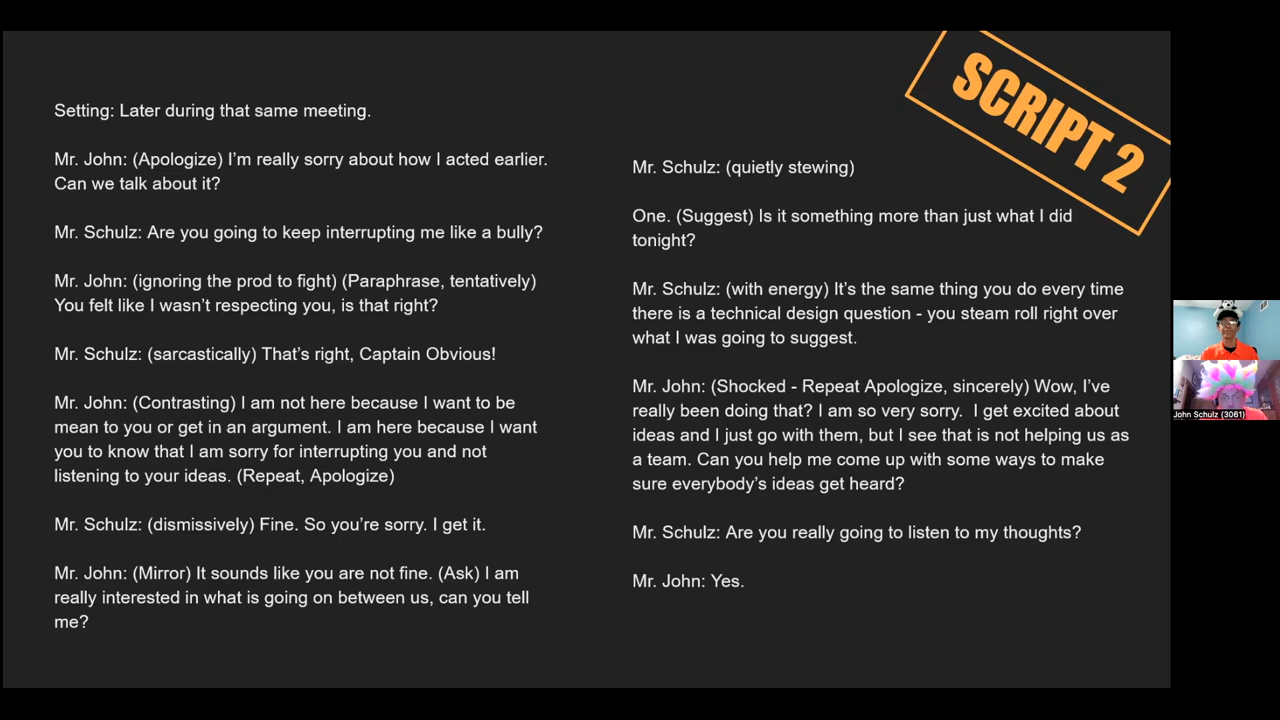 Setting: Later during that same meeting.
Mr. John: (Apologize) I’m really sorry about how I acted earlier.
Can we talk about it?
Mr. Schulz: Are you going to keep interrupting me like a bully?
Mr. John: (ignoring the prod to fight) (Paraphrase, tentatively)
You felt like I wasn’t respecting you, is that right?
Mr. Schulz: (sarcastically) That’s right, Captain Obvious!
Mr. John: (Contrasting) I am not here because I want to be
mean to you or get in an argument. I am here because I want
you to know that I am sorry for interrupting you and not
listening to your ideas. (Repeat, Apologize)
Mr. Schulz: (dismissively) Fine. So you’re sorry. I get it.
Mr. John: (Mirror) It sounds like you are not fine. (Ask) I am
really interested in what is going on between us, can you tell
me?
SCRIPT 2
Mr. Schulz: (quietly stewing)
One. (Suggest) Is it something more than just what I did
tonight?
Mr. Schulz: (with energy) It’s the same thing you do every time
there is a technical design question - you steam roll right over
what I was going to suggest.
Mr. John: (Shocked - Repeat Apologize, sincerely) Wow, I’ve
really been doing that? I am so very sorry.  I get excited about
ideas and I just go with them, but I see that is not helping us as
a team. Can you help me come up with some ways to make
sure everybody’s ideas get heard?
Mr. Schulz: Are you really going to listen to my thoughts?
Mr. John: Yes.
John Schulz (3061)